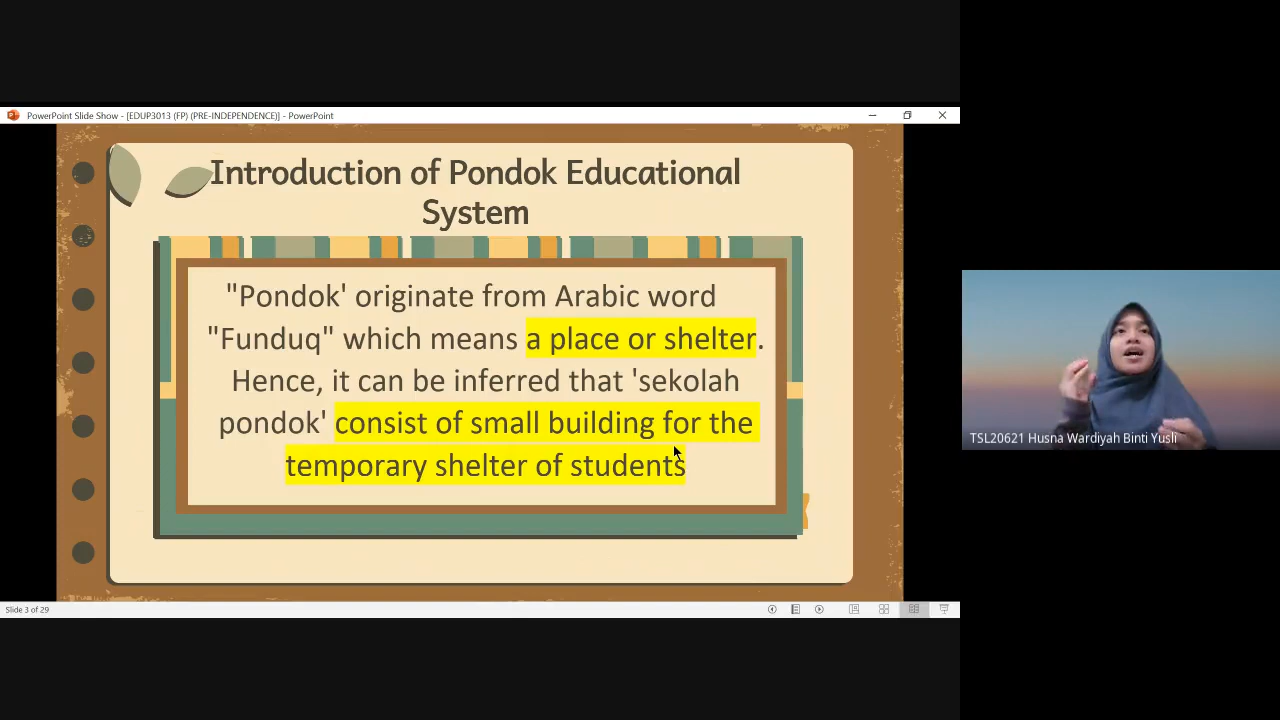 PowerPoint Slide Show - [EDUP3013 (FP) (PRE-INDEPENDENCE)] - PowerPoint
Introduction of Pondok Educational
System
"Pondok' originate from Arabic word
"Funduq" which means a place or shelter.
Hence, it can be inferred that 'sekolah
pondok' consist of small building for the
temporary shelter of students
TSL20621 Husna Wardiyah Binti Yusli
Slide 3 of 29